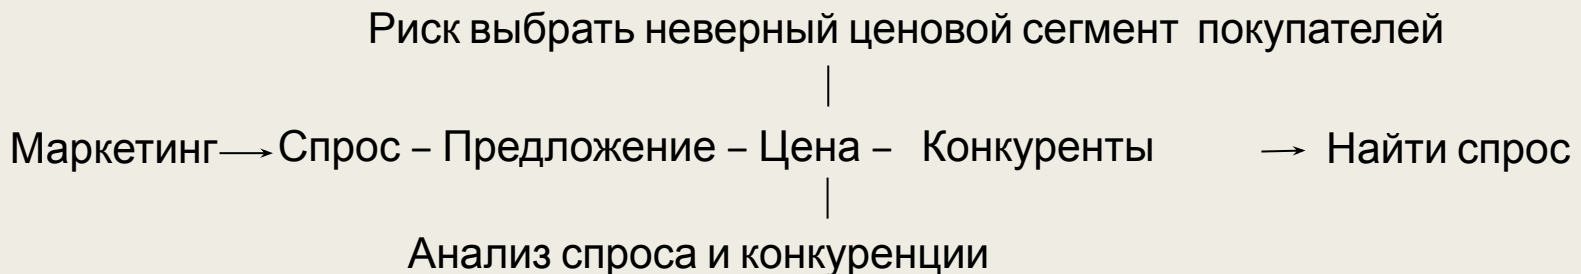 Риск выбрать неверный ценовой сегмент покупателей
Маркетинг → Спрос – Предложение – Цена – Конкуренты → Найти спрос
Анализ спроса и конкуренции